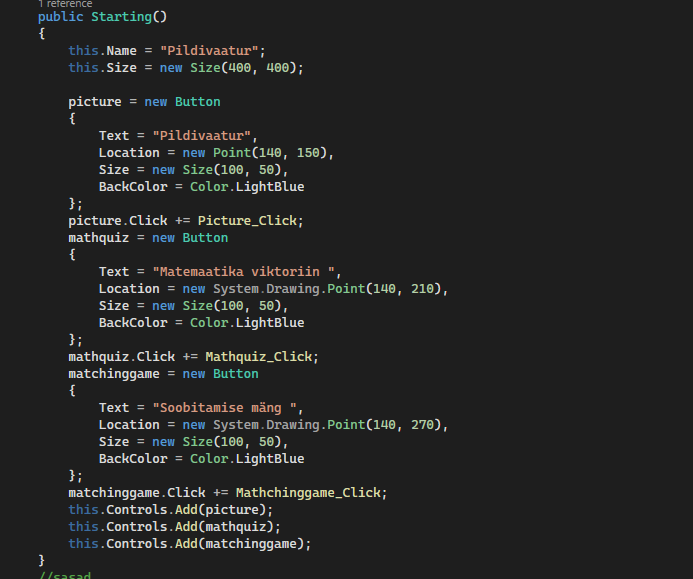 1 reference
public Starting()
{
    this.Name = "Pildivaatur";
    this.Size = new Size(400, 400);

    picture = new Button
    {
        Text = "Pildivaatur",
        Location = new Point(140, 150),
        Size = new Size(100, 50),
        BackColor = Color.LightBlue
    };
    picture.Click += Picture_Click;
    mathquiz = new Button
    {
        Text = "Matemaatika viktoriin ",
        Location = new System.Drawing.Point(140, 210),
        Size = new Size(100, 50),
        BackColor = Color.LightBlue
    };
    mathquiz.Click += Mathquiz_Click;
    matchinggame = new Button
    {
        Text = "Soobitamise mäng ",
        Location = new System.Drawing.Point(140, 270),
        Size = new Size(100, 50),
        BackColor = Color.LightBlue
    };
    matchinggame.Click += Mathchinggame_Click;
    this.Controls.Add(picture);
    this.Controls.Add(mathquiz);
    this.Controls.Add(matchinggame);
}
//sasad